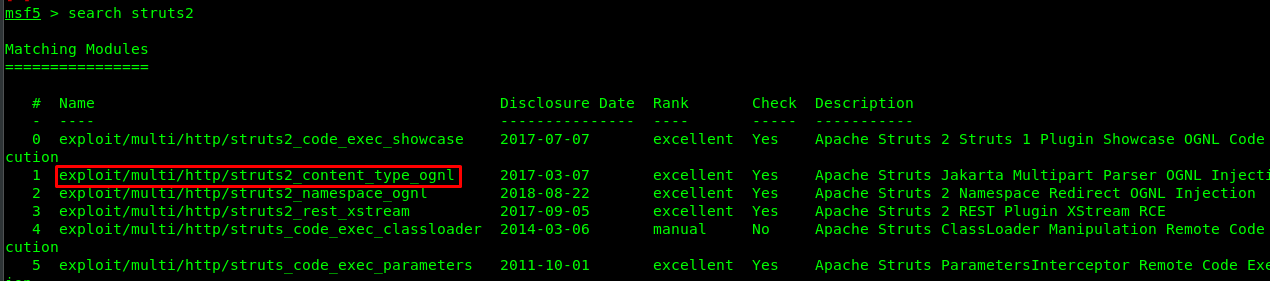 msf5 > search struts2
Matching Modules
================
# Name Disclosure Date Rank Check Description
- ---- --------------- ---- ----- -----------
0 exploit/multi/http/struts2_code_exec_showcase 2017-07-07 excellent Yes Apache Struts 2 Struts 1 Plugin Showcase OGNL Code
cution
1 exploit/multi/http/struts2_content_type_ognl 2017-03-07 excellent Yes Apache Struts Jakarta Multipart Parser OGNL Injecti
2 exploit/multi/http/struts2_namespace_ognl 2018-08-22 excellent Yes Apache Struts 2 Namespace Redirect OGNL Injection
3 exploit/multi/http/struts2_rest_xstream 2017-09-05 excellent Yes Apache Struts 2 REST Plugin XStream RCE
4 exploit/multi/http/struts_code_exec_classloader 2014-03-06 manual No Apache Struts ClassLoader Manipulation Remote Code
cution
5 exploit/multi/http/struts_code_exec_parameters 2011-10-01 excellent Yes Apache Struts ParametersInterceptor Remote Code Exe